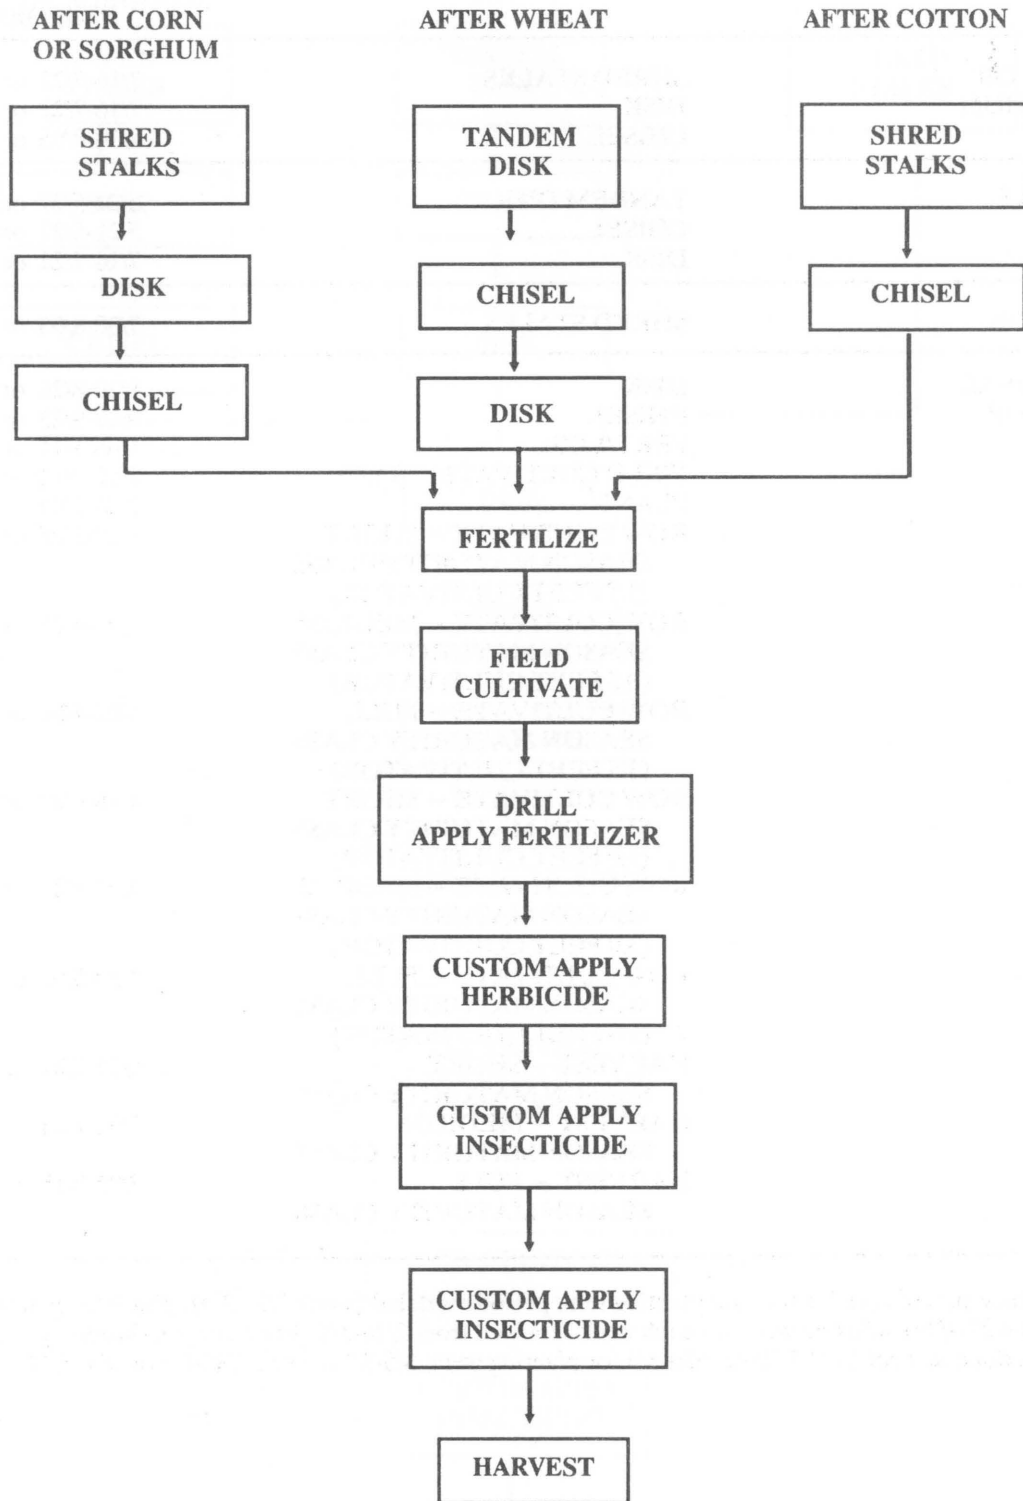 AFTER CORN
OR SORGHUM
AFTER WHEAT
AFTER COTTON
SHRED
STALKS
TANDEM
DISK
SHRED
STALKS
DISK
CHISEL
CHISEL
CHISEL
DISK
FERTILIZE
FIELD
CULTIVATE
DRILL
APPLY FERTILIZER
CUSTOM APPLY
HERBICIDE
CUSTOM APPLY
INSECTICIDE
CUSTOM APPLY
INSECTICIDE
HARVEST